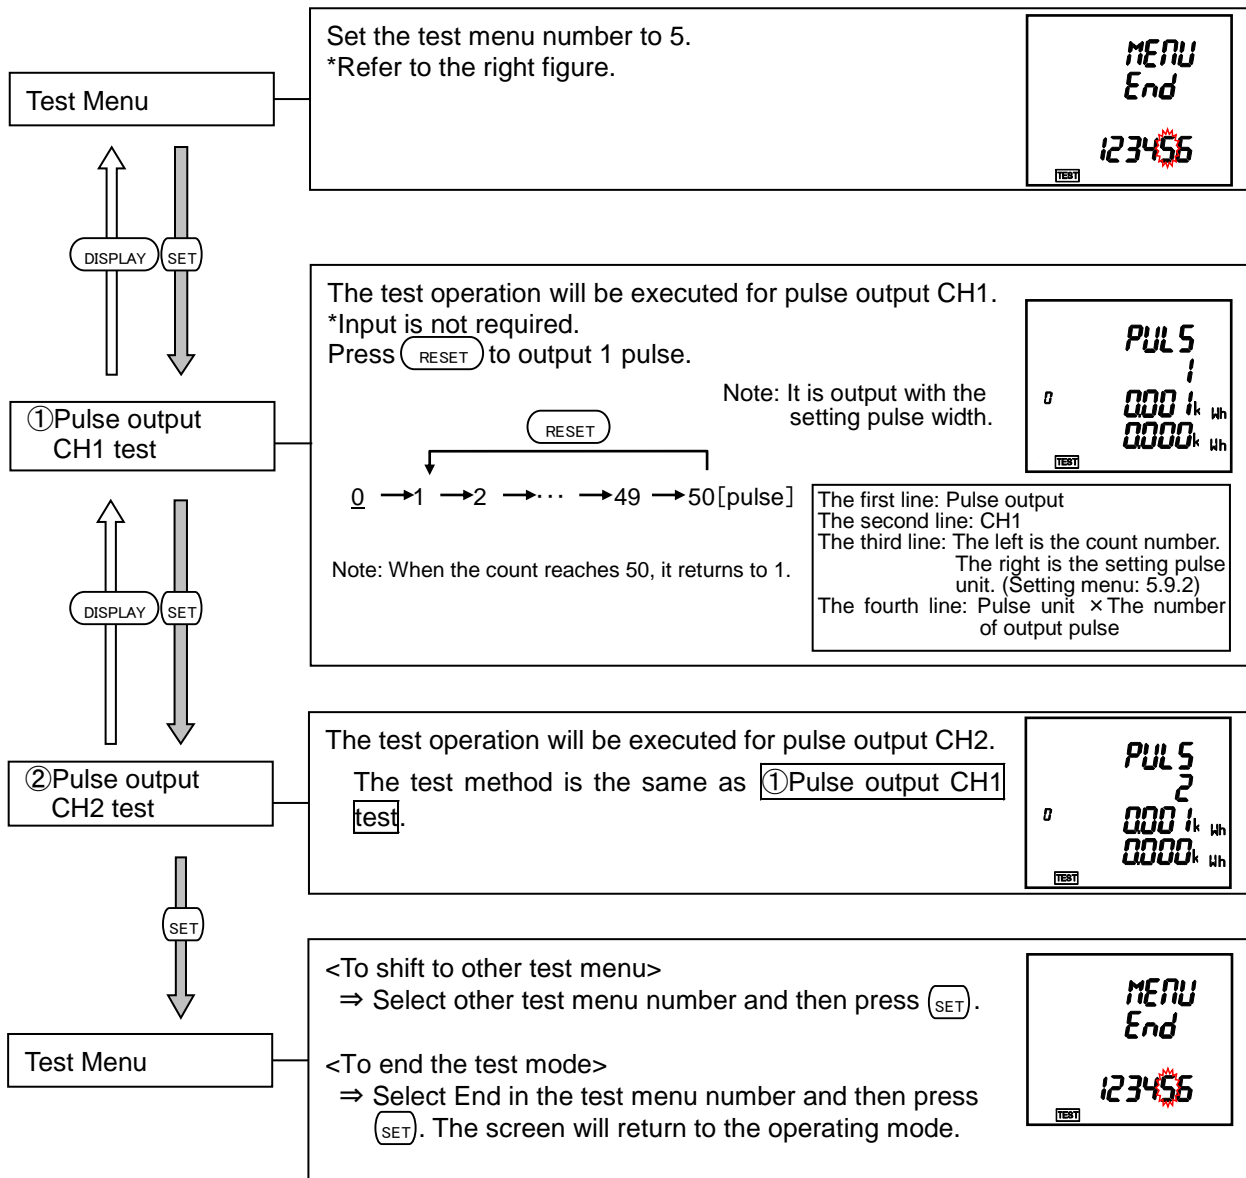 Test Menu
Set the test menu number to 5.
*Refer to the right figure.
MENU
End
123456
TEST
DISPLAY
SET
①Pulse output
CH1 test
The test operation will be executed for pulse output CH1.
*Input is not required.
Press RESET to output 1 pulse.
Note: It is output with the
setting pulse width.
RESET
0 →1 →2 →⋯ →49 →50[pulse]
Note: When the count reaches 50, it returns to 1.
PULS
1
0 0.001k Wh
0.000k Wh
TEST
The first line: Pulse output
The second line: CH1
The third line: The left is the count number.
The right is the setting pulse
unit. (Setting menu: 5.9.2)
The fourth line: Pulse unit ×The number
of output pulse
DISPLAY
SET
②Pulse output
CH2 test
The test operation will be executed for pulse output CH2.
The test method is the same as ①Pulse output CH1
test.
PULS
2
0 0.001k Wh
0.000k Wh
TEST
SET
Test Menu
<To shift to other test menu>
⇒ Select other test menu number and then press SET.
<To end the test mode>
⇒ Select End in the test menu number and then press
SET. The screen will return to the operating mode.
MENU
End
123456
TEST